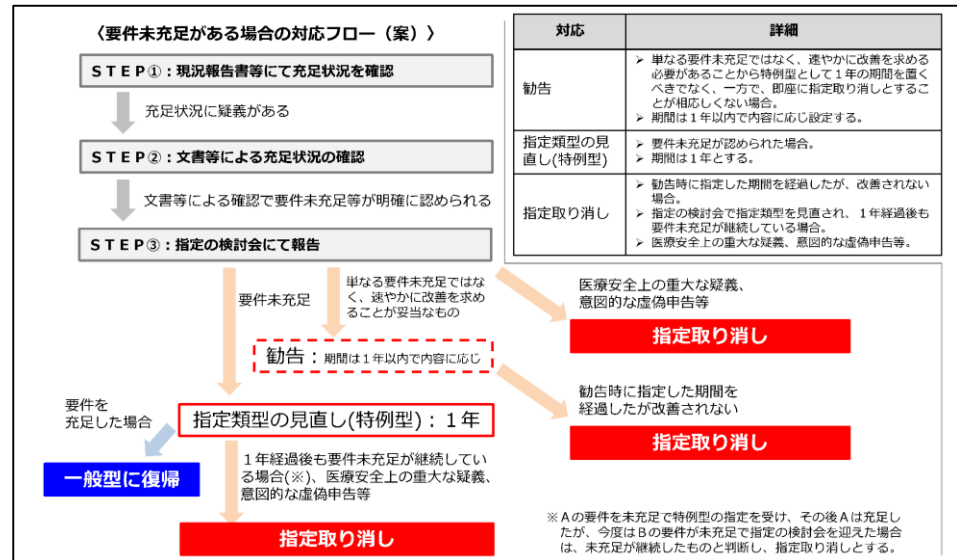 〈要件未充足がある場合の対応フロー（案）〉
ＳＴＥＰ①：現況報告書等にて充足状況を確認
充足状況に疑義がある
ＳＴＥＰ②：文書等による充足状況の確認
文書等による確認で要件未充足等が明確に認められる
ＳＴＥＰ③：指定の検討会にて報告
対応
詳細
勧告
➢ 単なる要件未充足ではなく、速やかに改善を求める
必要があることから特例型として１年の期間を置く
べきでなく、一方で、即座に指定取り消しとするこ
とが相応しくない場合。
➢ 期間は１年以内で内容に応じ設定する。
指定類型の見
直し(特例型)
➢ 要件未充足が認められた場合。
➢ 期間は１年とする。
指定取り消し
➢ 勧告時に指定した期間を経過したが、改善されない
場合。
➢ 指定の検討会で指定類型を見直され、１年経過後も
要件未充足が継続している場合。
➢ 医療安全上の重大な疑義、意図的な虚偽申告等。
要件未充足
単なる要件未充足ではな
く、速やかに改善を求め
ることが妥当なもの
医療安全上の重大な疑義、
意図的な虚偽申告等
指定取り消し
勧告：期間は１年以内で内容に応じ
勧告時に指定した期間を
経過したが改善されない
指定取り消し
要件を
充足した場合
指定類型の見直し(特例型)：１年
一般型に復帰
１年経過後も要件未充足が継続してい
る場合(※)、医療安全上の重大な疑義、
意図的な虚偽申告等
指定取り消し
※Ａの要件を未充足で特例型の指定を受け、その後Ａは充足し
たが、今度はＢの要件が未充足で指定の検討会を迎えた場合
は、未充足が継続したものと判断し、指定取り消しとする。